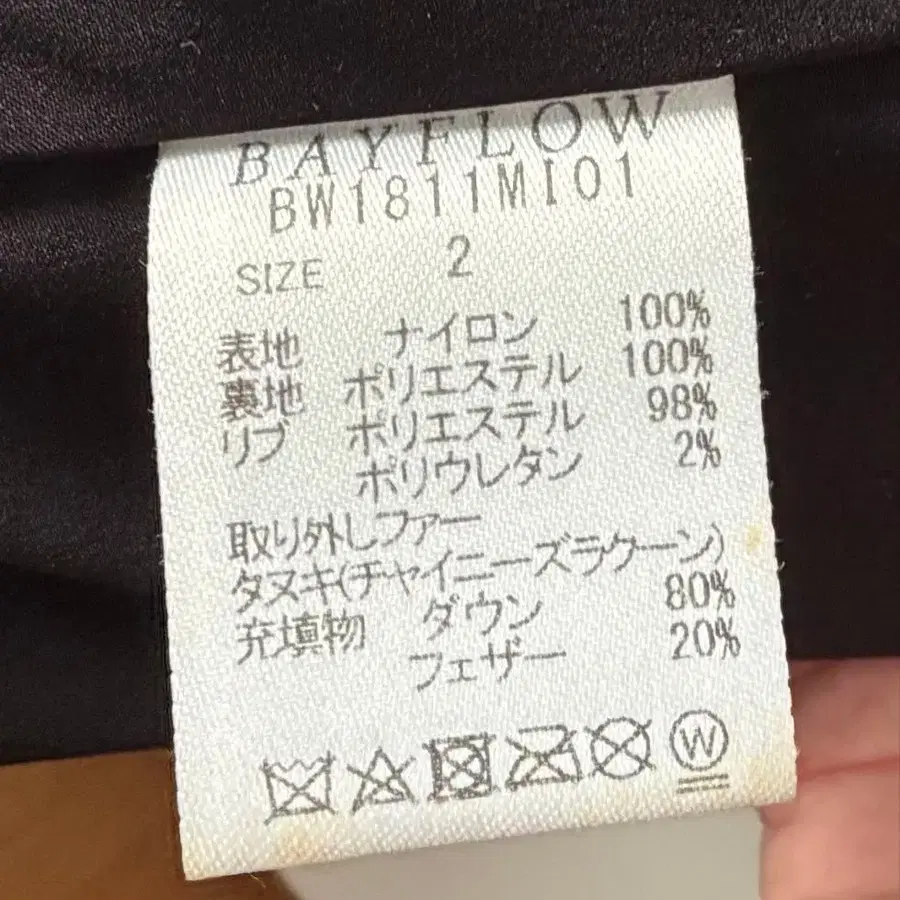 BAYFLOW
BW1811MI01
SIZE 2
表地 ナイロン 100%
裏地 ポリエステル 100%
リブ ポリエステル 98%
ポリウレタン 2%
取り外しファー
タヌキ(チャイニーズラクーン)
充填物 ダウン 80%
フェザー 20%
W